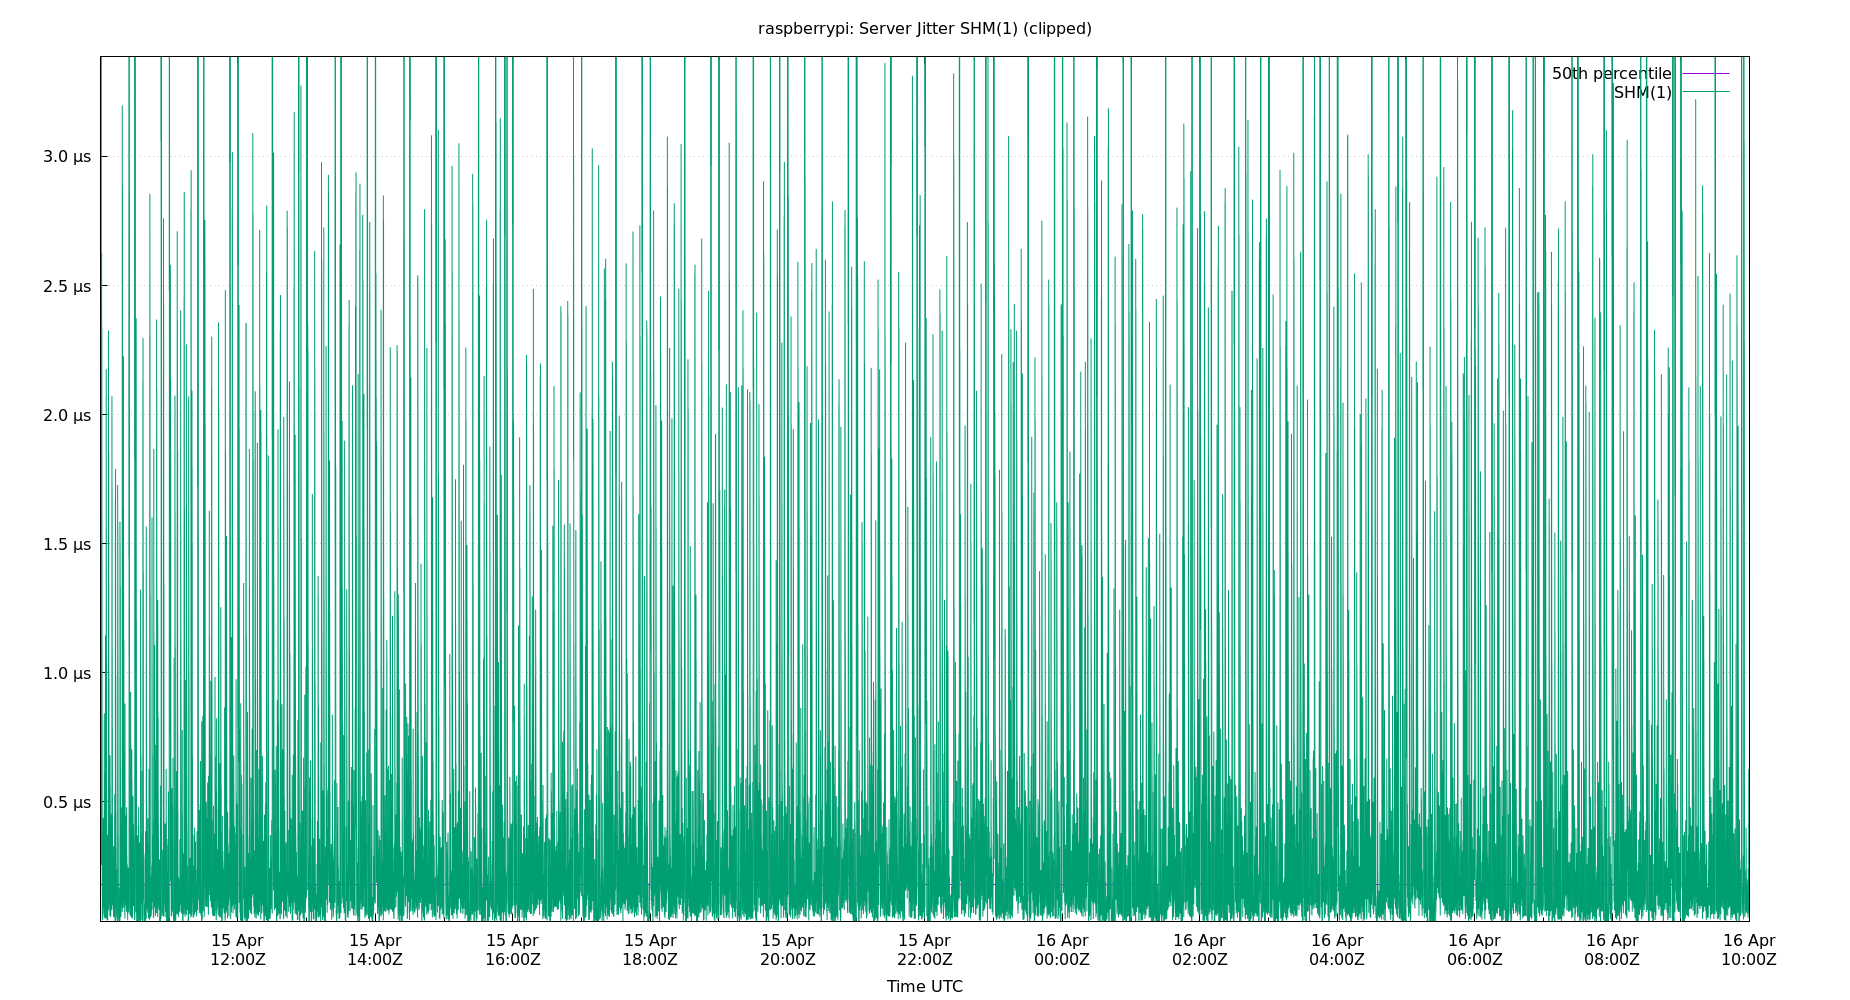 raspberrypi: Server Jitter SHM(1) (clipped)
50th percentile
SHM(1)
3.0 µs
2.5 µs
2.0 µs
1.5 µs
1.0 µs
0.5 µs
15 Apr 15 Apr 15 Apr 15 Apr 15 Apr 15 Apr 16 Apr 16 Apr 16 Apr 16 Apr 16 Apr 16 Apr
12:00Z 14:00Z 16:00Z 18:00Z 20:00Z 22:00Z 00:00Z 02:00Z 04:00Z 06:00Z 08:00Z 10:00Z
Time UTC